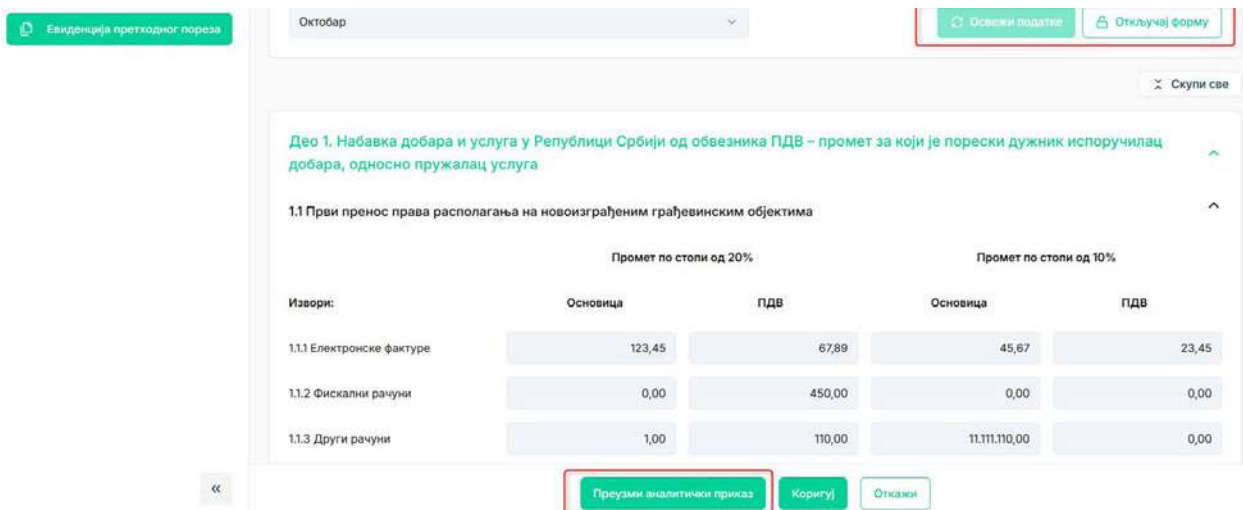 Евиденција претходног пореза
Октобар
Освежи податке
Откључај форму
Скупи све
Део 1. Набавка добара и услуга у Републици Србији од обвезника ПДВ – промет за који је порески дужник испоручилац
добара, односно пружалац услуга
1.1 Први пренос права располагања на новоизграђеним грађевинским објектима
Промет по стопи од 20% Промет по стопи од 10%
Извори: Основица ПДВ Основица ПДВ
1.1.1 Електронске фактуре 123,45 67,89 45,67 23,45
1.1.2 Фискални рачуни 0,00 450,00 0,00 0,00
1.1.3 Други рачуни 1,00 110,00 11.111.110,00 0,00
Преузми аналитички приказ Коригуј Откажи